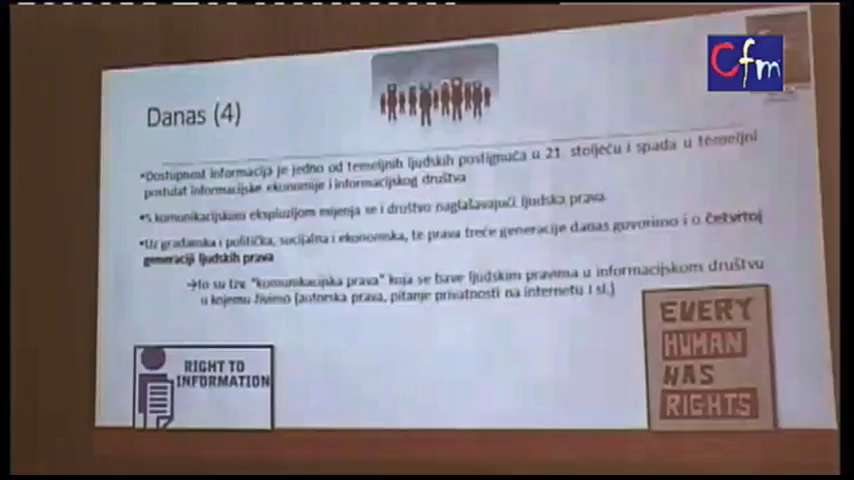 Cfm
Danas (4)
•Dostupnost informacija je jedno od temeljnih ljudskih postignuća u 21. stoljeću i spada u temeljni
postulat informacijske ekonomije i informacijskog društva
•S komunikacijskom eksplozijom mijenja se i društvo naglašavajući ljudska prava
•Uz građanska i politička, socijalna i ekonomska, te prava treće generacije danas govorimo i o četvrtoj
generaciji ljudskih prava
→To su tzv. "komunikacijska prava" koja se bave ljudskim pravima u informacijskom društvu
u kojemu živimo (autorska prava, pitanje privatnosti na internetu i sl.)
RIGHT TO
INFORMATION
EVERY
HUMAN
HAS
RIGHTS